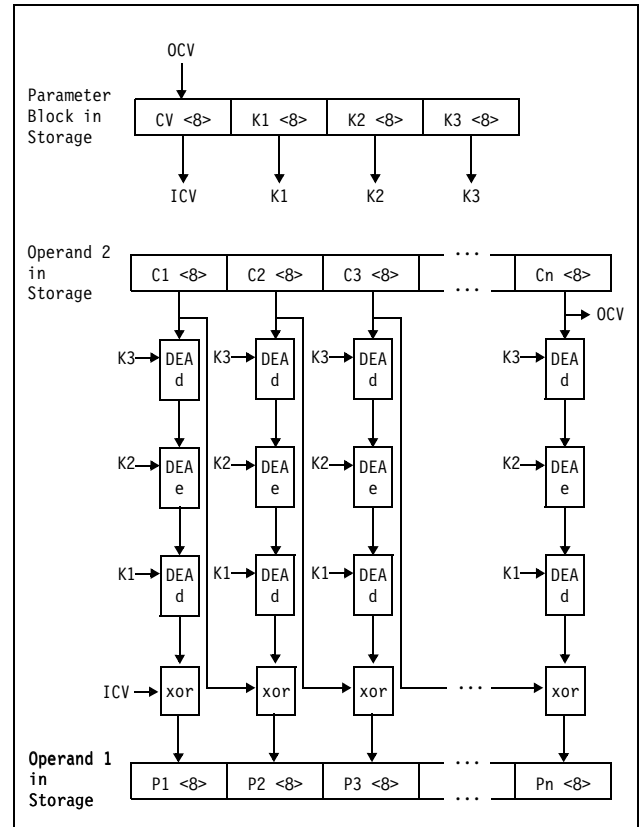 OCV
Parameter
Block in
Storage
CV <8> K1 <8> K2 <8> K3 <8>
ICV K1 K2 K3
Operand 2
in
Storage
C1 <8> C2 <8> C3 <8> ... ... Cn <8>
OCV
K3 DEA d K3 DEA d K3 DEA d K3 DEA d
K2 DEA e K2 DEA e K2 DEA e K2 DEA e
K1 DEA d K1 DEA d K1 DEA d K1 DEA d
ICV xor xor xor ... xor
Operand 1
in
Storage
P1 <8> P2 <8> P3 <8> ... ... Pn <8>